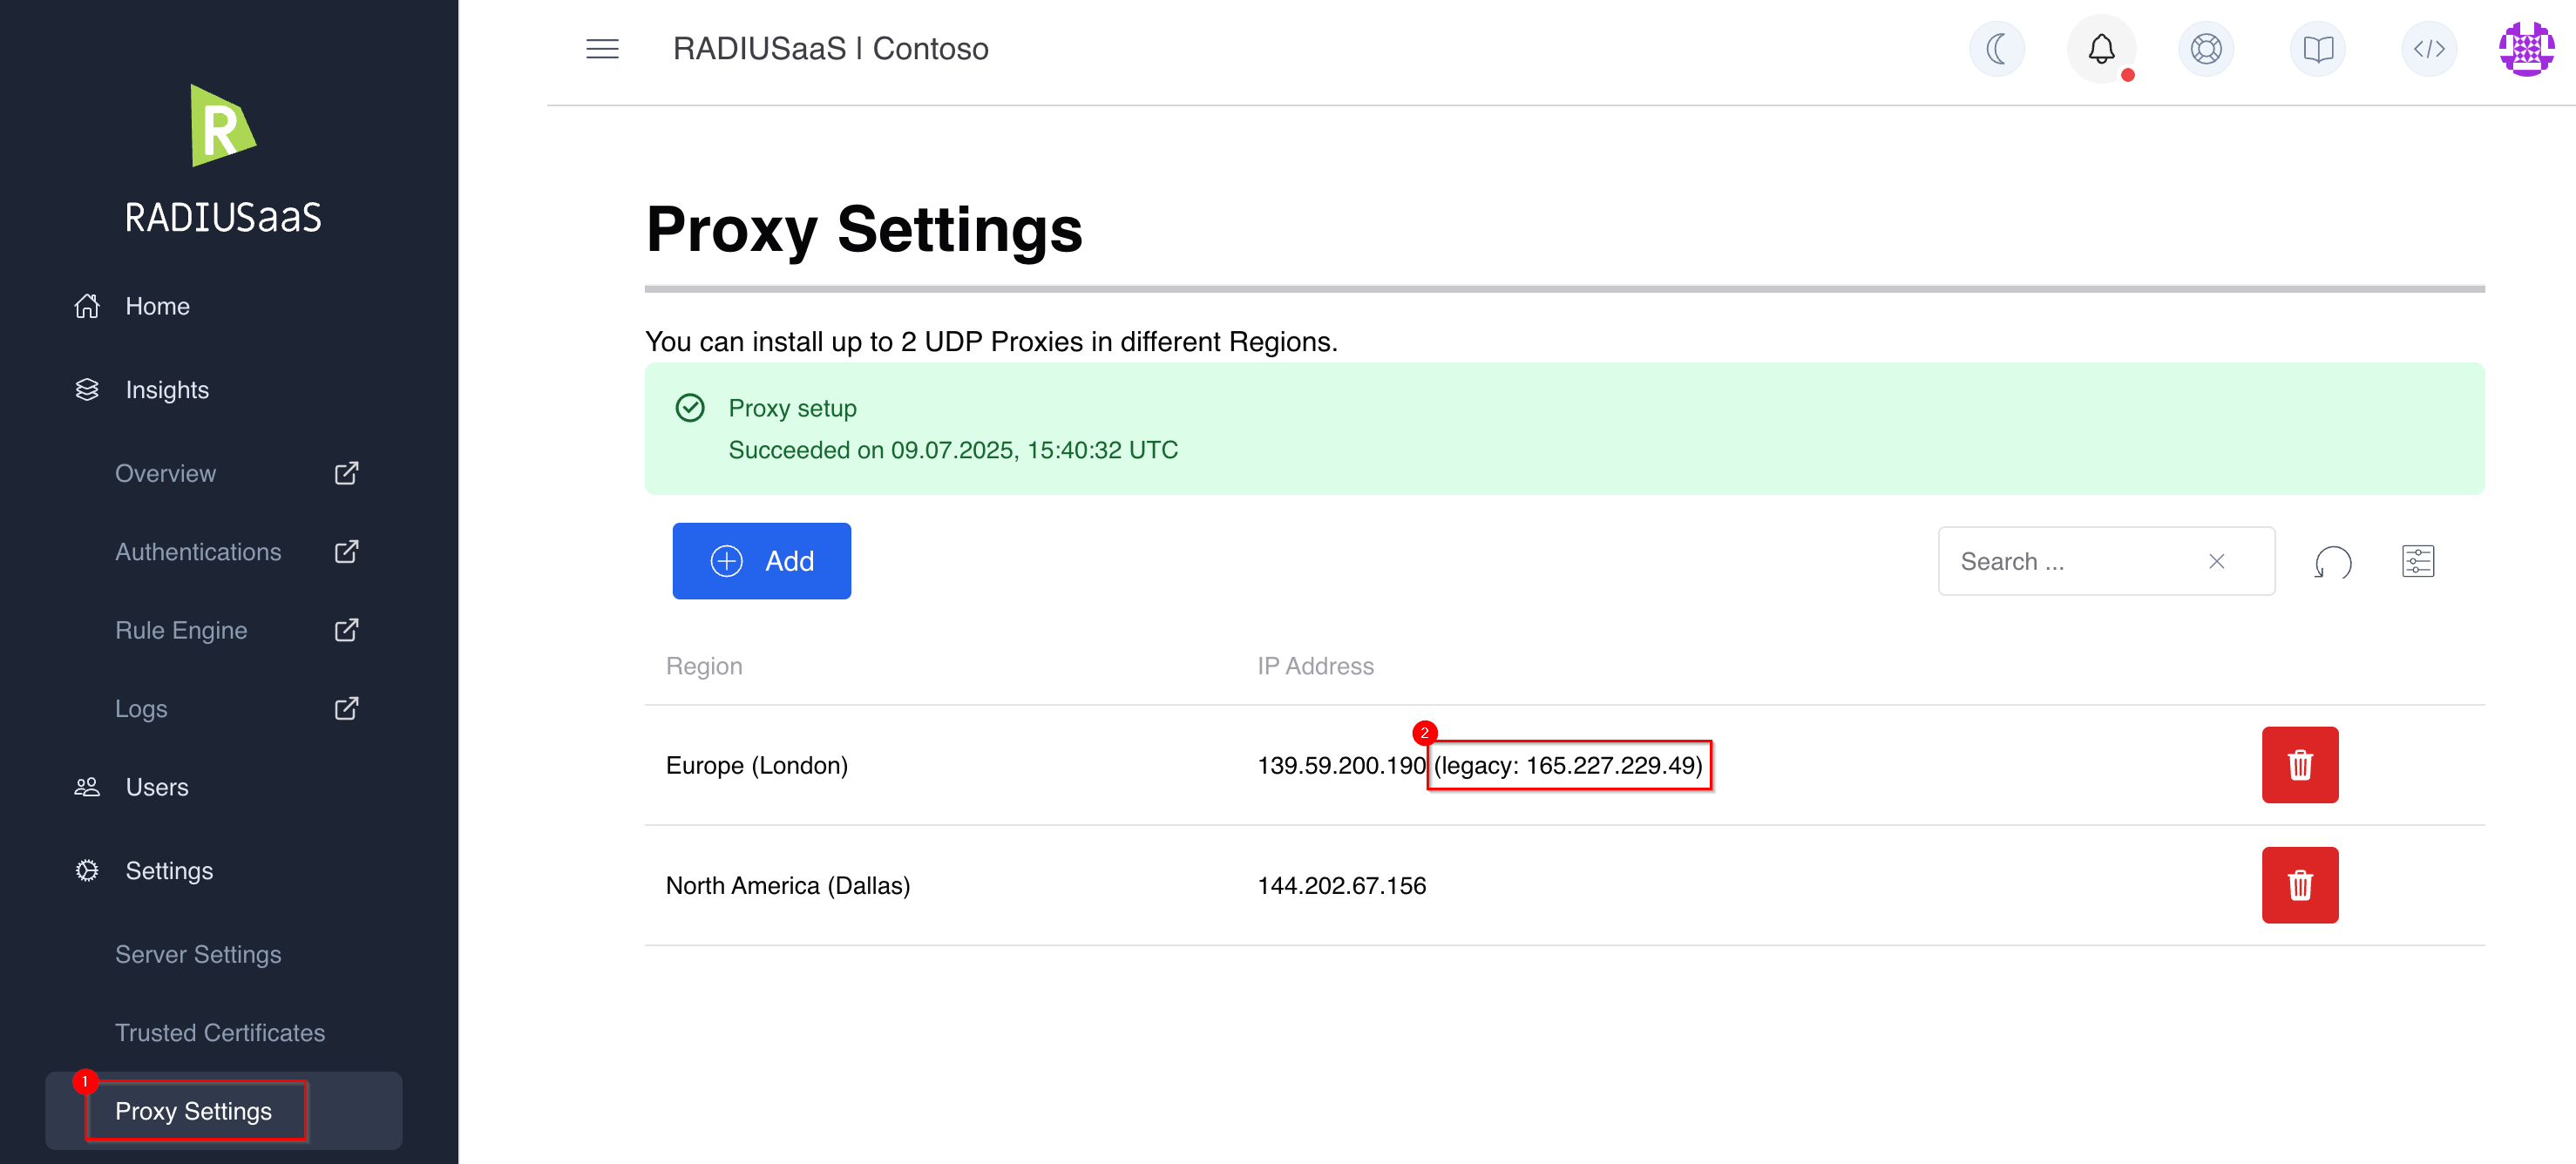 R
RADIUSaaS
Home
Insights
Overview
Authentications
Rule Engine
Logs
Users
Settings
Server Settings
Trusted Certificates
1
Proxy Settings
RADIUSaaS | Contoso
Proxy Settings
You can install up to 2 UDP Proxies in different Regions.
Proxy setup
Succeeded on 09.07.2025, 15:40:32 UTC
Add
Search ...
Region IP Address
2
Europe (London) 139.59.200.190 (legacy: 165.227.229.49)
North America (Dallas) 144.202.67.156